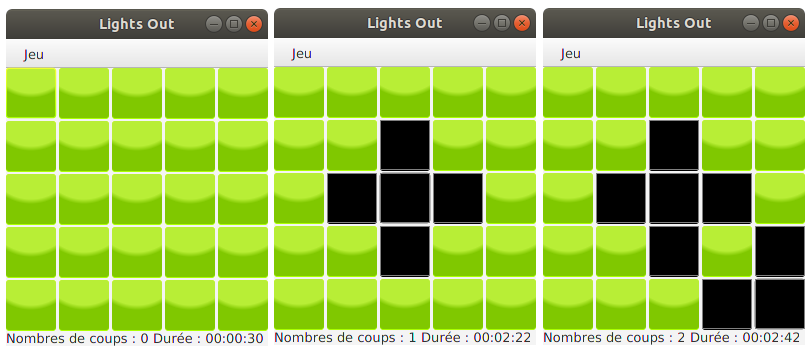 Lights Out
Jeu
Nombres de coups : 0 Durée : 00:00:30
Lights Out
Jeu
Nombres de coups : 1 Durée : 00:02:22
Lights Out
Jeu
Nombres de coups : 2 Durée : 00:02:42